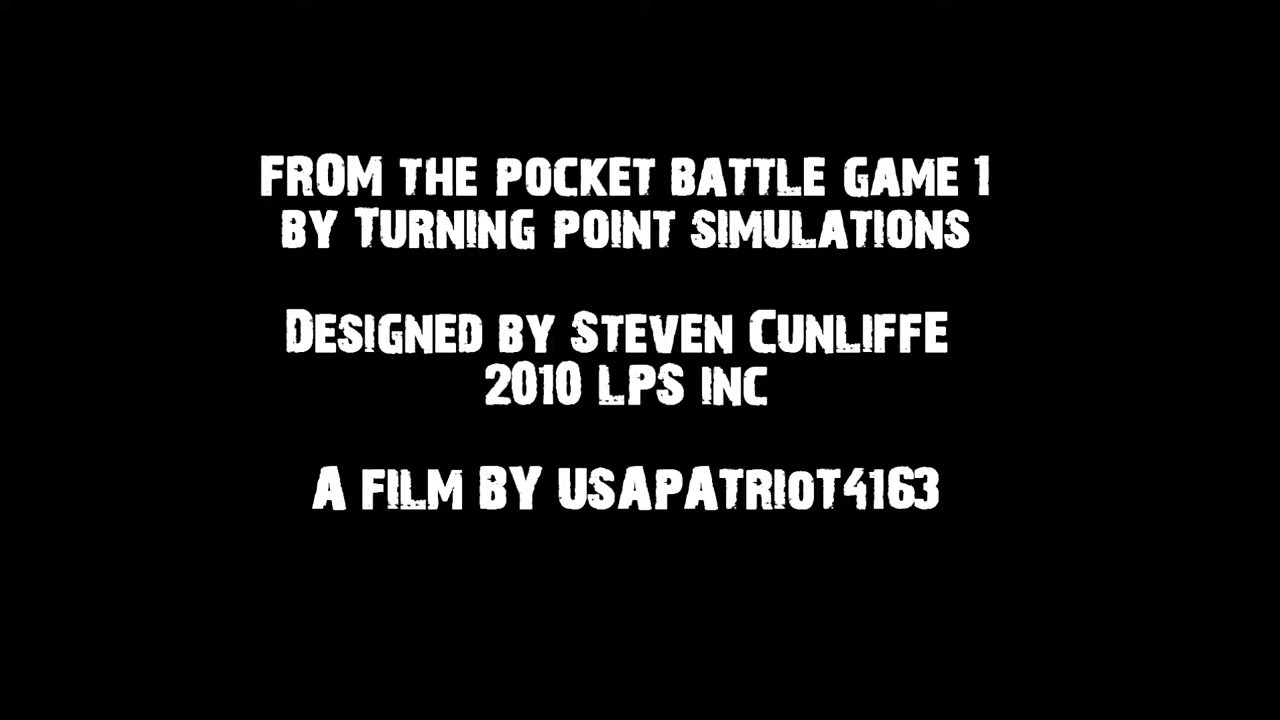 FROM THE POCKET BATTLE GAME 1
BY TURNING POINT SIMULATIONS
DESIGNED BY STEVEN CUNLIFFE
2010 LPS INC
A FILM BY USAPATRIOT4163